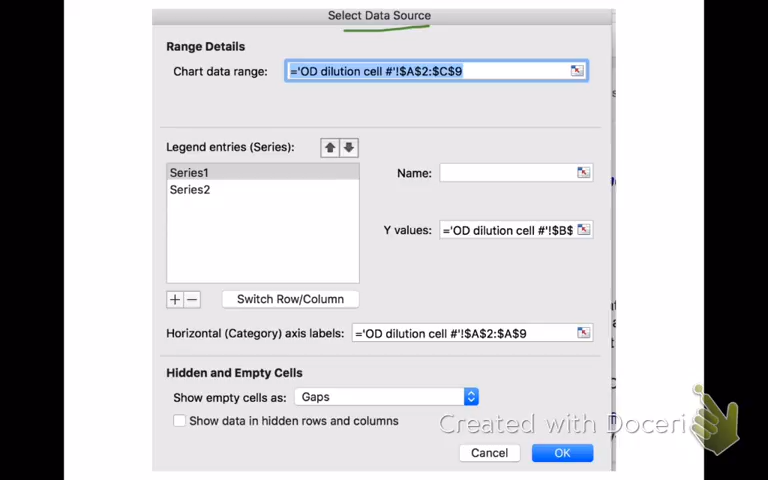 Select Data Source
Range Details
Chart data range: ='OD dilution cell #'!$A$2:$C$9
Legend entries (Series):
Series1
Series2
Name:
Y values: ='OD dilution cell #'!$B$
+ − Switch Row/Column
Horizontal (Category) axis labels: ='OD dilution cell #'!$A$2:$A$9
Hidden and Empty Cells
Show empty cells as: Gaps
Show data in hidden rows and columns
Created with Doceri
Cancel OK